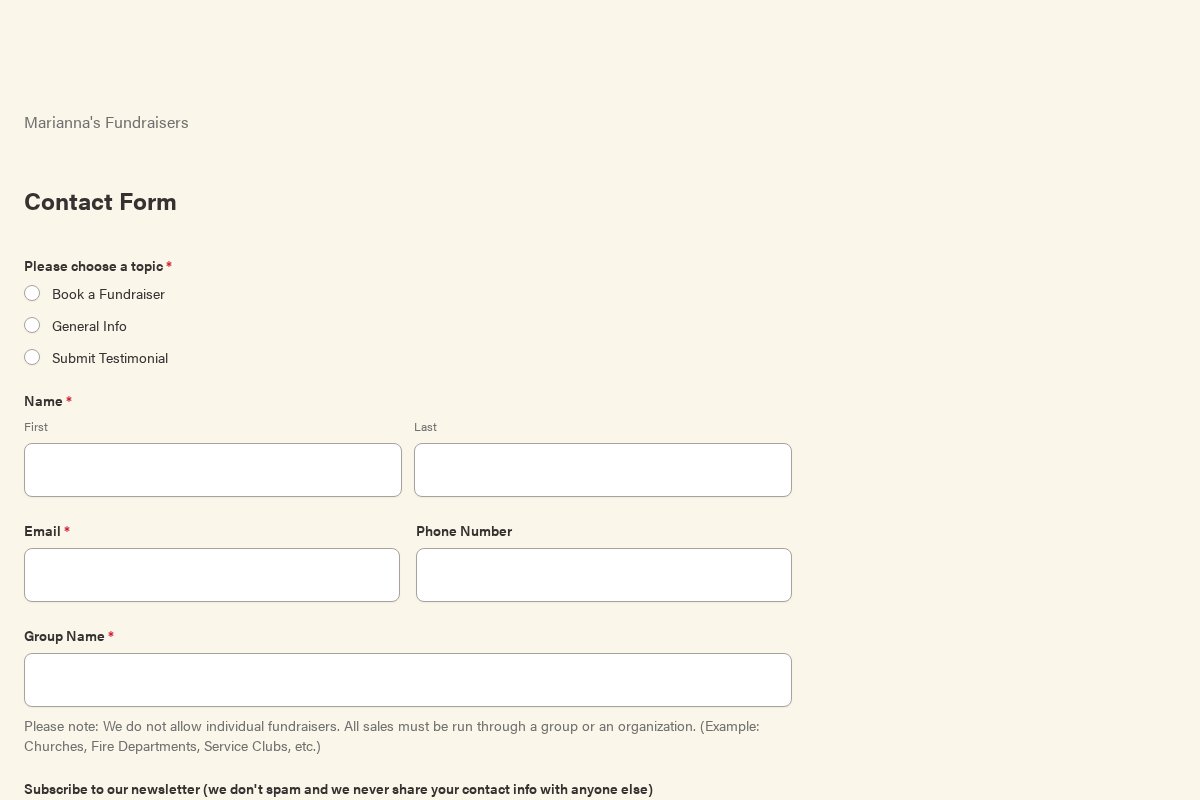 Marianna's Fundraisers
Contact Form
Please choose a topic *
Book a Fundraiser
General Info
Submit Testimonial
Name *
First
Last
Email *
Phone Number
Group Name *
Please note: We do not allow individual fundraisers. All sales must be run through a group or an organization. (Example:
Churches, Fire Departments, Service Clubs, etc.)
Subscribe to our newsletter (we don't spam and we never share your contact info with anyone else)